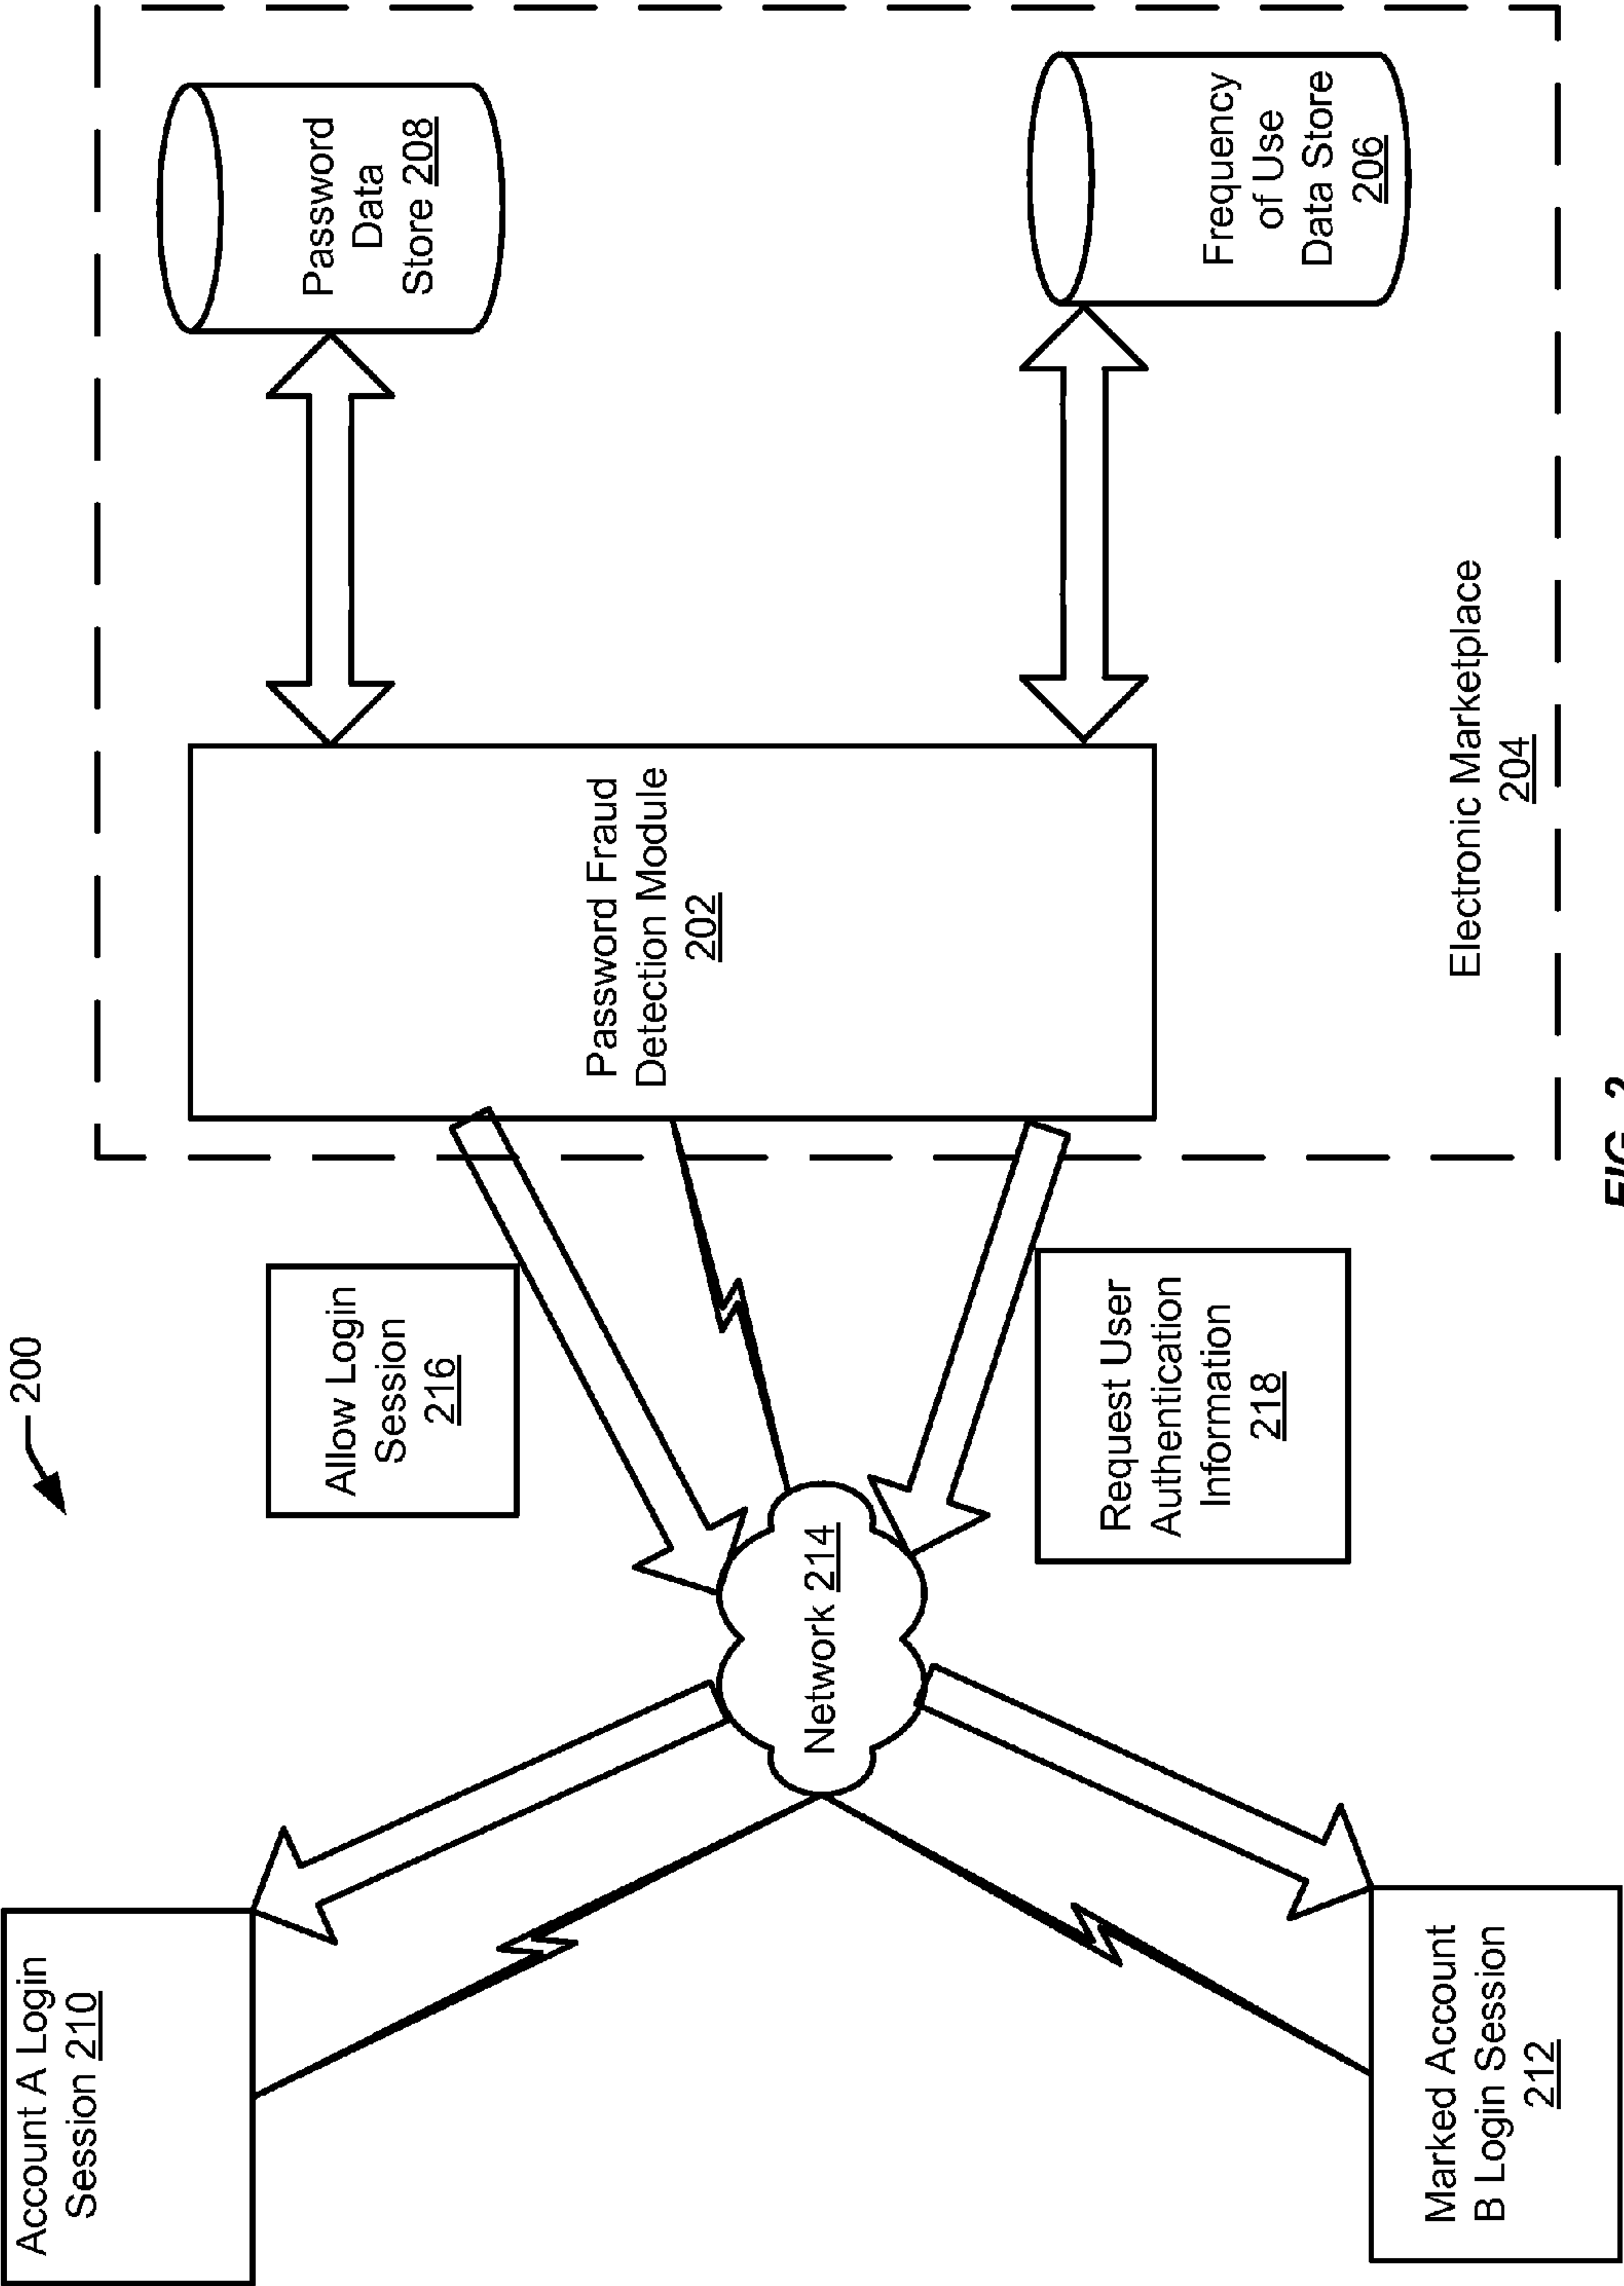 200
Account A Login
Session 210
Allow Login
Session
216
Password Fraud
Detection Module
202
Password
Data
Store 208
Network 214
Marked Account
B Login Session
212
Request User
Authentication
Information
218
Frequency
of Use
Data Store
206
Electronic Marketplace
204
FIG. 2